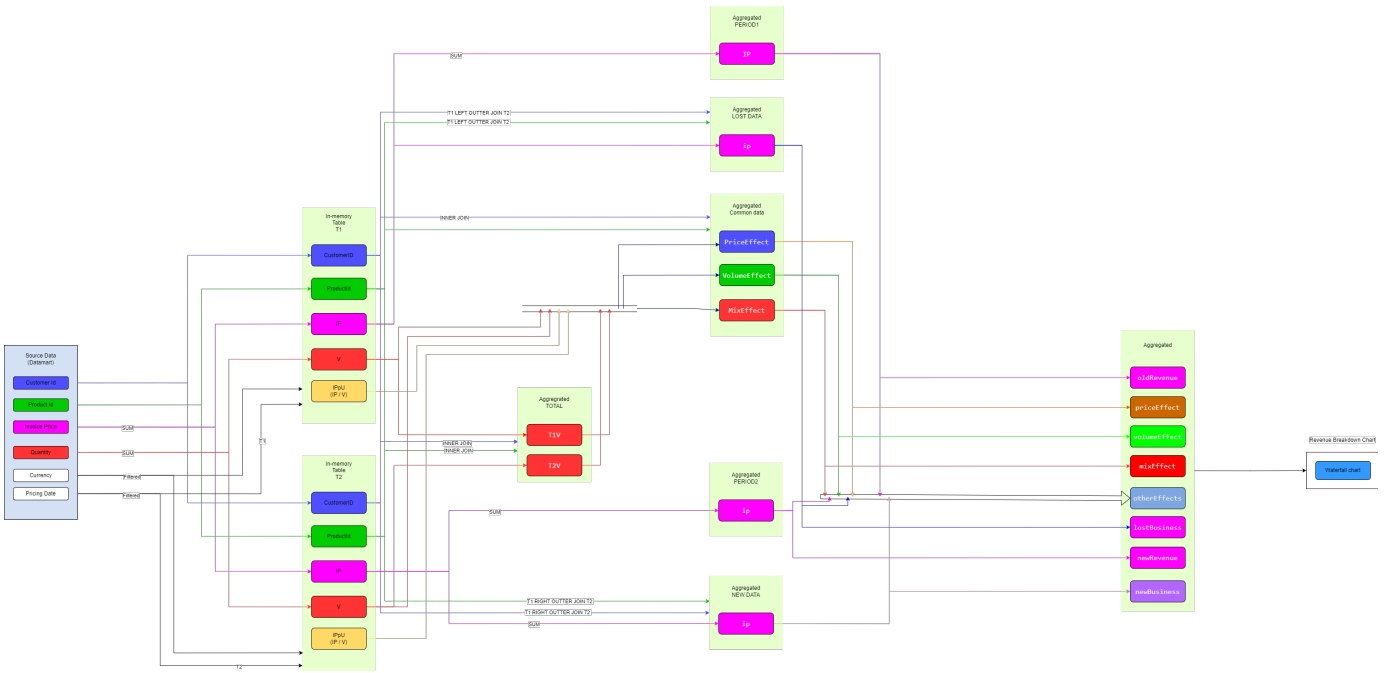 Aggregated
PERIOD1
IP
SUM
Aggregated
LOST DATA
T1 LEFT OUTTER JOIN T2
T1 LEFT OUTTER JOIN T2
ip
Aggregated
Common data
INNER JOIN
PriceEffect
VolumeEffect
MixEffect
In-memory
Table
T1
CustomerID
ProductId
IP
V
IPpU
(IP / V)
Source Data
(Datamart)
Customer Id
Product Id
Invoice Price
Quantity
Currency
Pricing Date
SUM
SUM
Filtered
Filtered
T1
T2
Aggregrated
TOTAL
T1V
T2V
INNER JOIN
INNER JOIN
In-memory
Table
T2
CustomerID
ProductId
IP
V
IPpU
(IP / V)
Aggregated
PERIOD2
ip
SUM
Aggregated
NEW DATA
T1 RIGHT OUTTER JOIN T2
T1 RIGHT OUTTER JOIN T2
SUM
ip
Aggregated
oldRevenue
priceEffect
volumeEffect
mixEffect
otherEffects
lostBusiness
newRevenue
newBusiness
Revenue Breakdown Chart
Waterfall chart